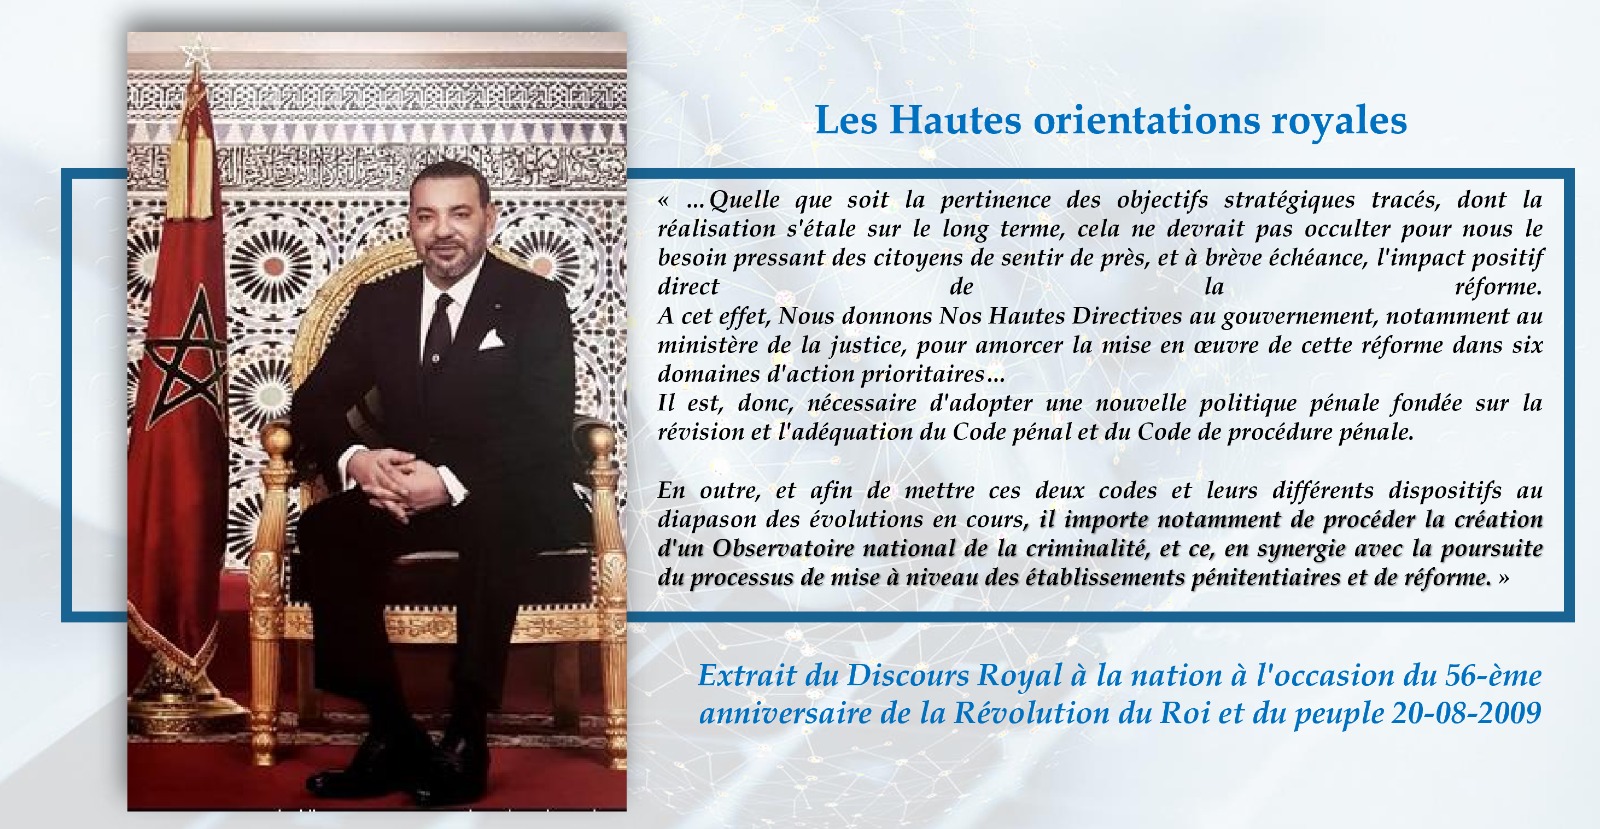 Les Hautes orientations royales
« ...Quelle que soit la pertinence des objectifs stratégiques tracés, dont la
réalisation s'étale sur le long terme, cela ne devrait pas occulter pour nous le
besoin pressant des citoyens de sentir de près, et à brève échéance, l'impact positif
direct de la réforme.
A cet effet, Nous donnons Nos Hautes Directives au gouvernement, notamment au
ministère de la justice, pour amorcer la mise en œuvre de cette réforme dans six
domaines d'action prioritaires...
Il est, donc, nécessaire d'adopter une nouvelle politique pénale fondée sur la
révision et l'adéquation du Code pénal et du Code de procédure pénale.
En outre, et afin de mettre ces deux codes et leurs différents dispositifs au
diapason des évolutions en cours, il importe notamment de procéder la création
d'un Observatoire national de la criminalité, et ce, en synergie avec la poursuite
du processus de mise à niveau des établissements pénitentiaires et de réforme. »
Extrait du Discours Royal à la nation à l'occasion du 56-ème
anniversaire de la Révolution du Roi et du peuple 20-08-2009